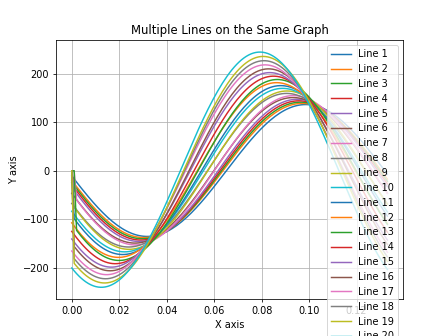 Multiple Lines on the Same Graph
Y axis
200
100
0
−100
−200
0.00
0.02
0.04
0.06
0.08
0.10
X axis
Line 1
Line 2
Line 3
Line 4
Line 5
Line 6
Line 7
Line 8
Line 9
Line 10
Line 11
Line 12
Line 13
Line 14
Line 15
Line 16
Line 17
Line 18
Line 19
Line 20